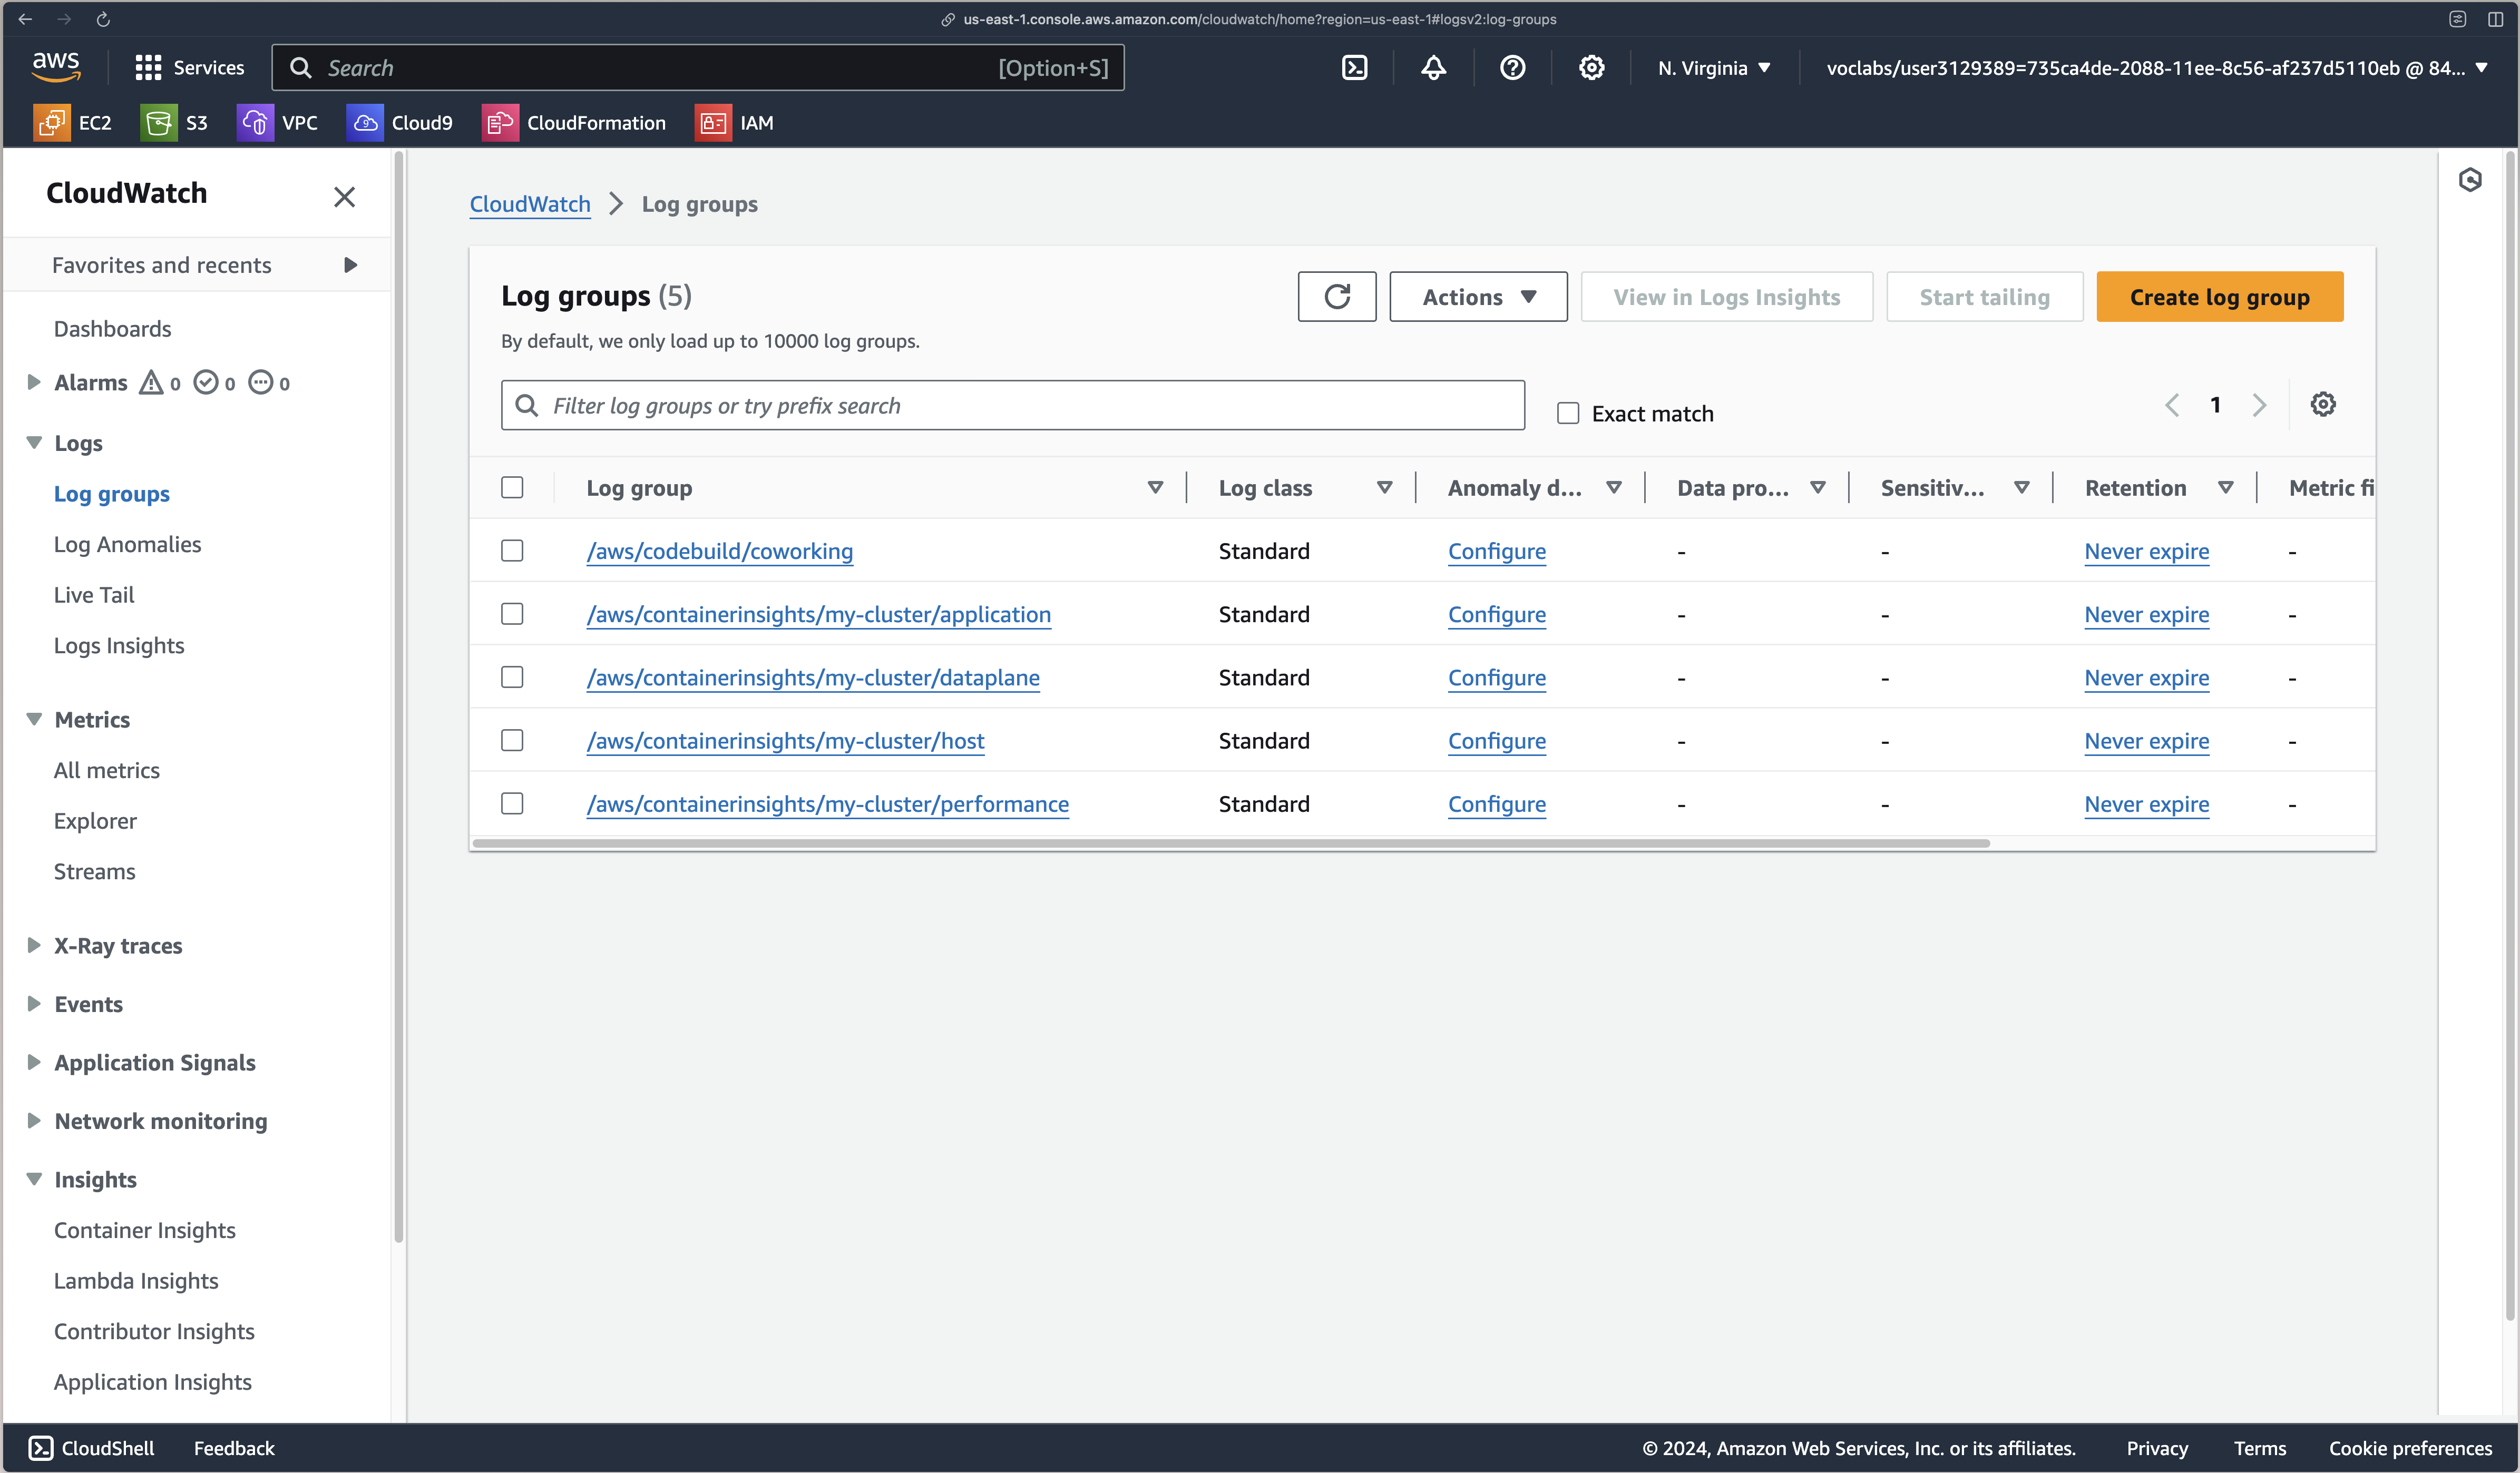 us-east-1.console.aws.amazon.com/cloudwatch/home?region=us-east-1#logsv2:log-groups
aws Services Search [Option+S] N. Virginia voclabs/user3129389=735ca4de-2088-11ee-8c56-af237d5110eb @ 84...
EC2 S3 VPC Cloud9 CloudFormation IAM
CloudWatch
Favorites and recents
Dashboards
Alarms 0 0 0
Logs
Log groups
Log Anomalies
Live Tail
Logs Insights
Metrics
All metrics
Explorer
Streams
X-Ray traces
Events
Application Signals
Network monitoring
Insights
Container Insights
Lambda Insights
Contributor Insights
Application Insights
CloudWatch Log groups
Log groups (5) Actions View in Logs Insights Start tailing Create log group
By default, we only load up to 10000 log groups.
Filter log groups or try prefix search Exact match 1
Log group Log class Anomaly d... Data pro... Sensitiv... Retention Metric fi
/aws/codebuild/coworking Standard Configure - - Never expire -
/aws/containerinsights/my-cluster/application Standard Configure - - Never expire -
/aws/containerinsights/my-cluster/dataplane Standard Configure - - Never expire -
/aws/containerinsights/my-cluster/host Standard Configure - - Never expire -
/aws/containerinsights/my-cluster/performance Standard Configure - - Never expire -
CloudShell Feedback © 2024, Amazon Web Services, Inc. or its affiliates. Privacy Terms Cookie preferences